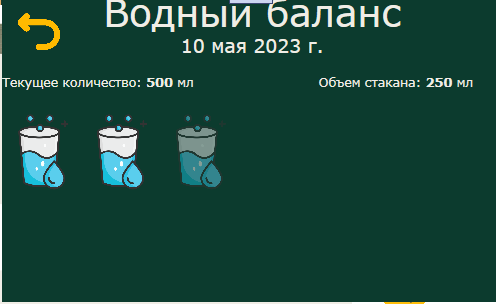 Водный баланс
10 мая 2023 г.
Текущее количество: 500 мл Объем стакана: 250 мл